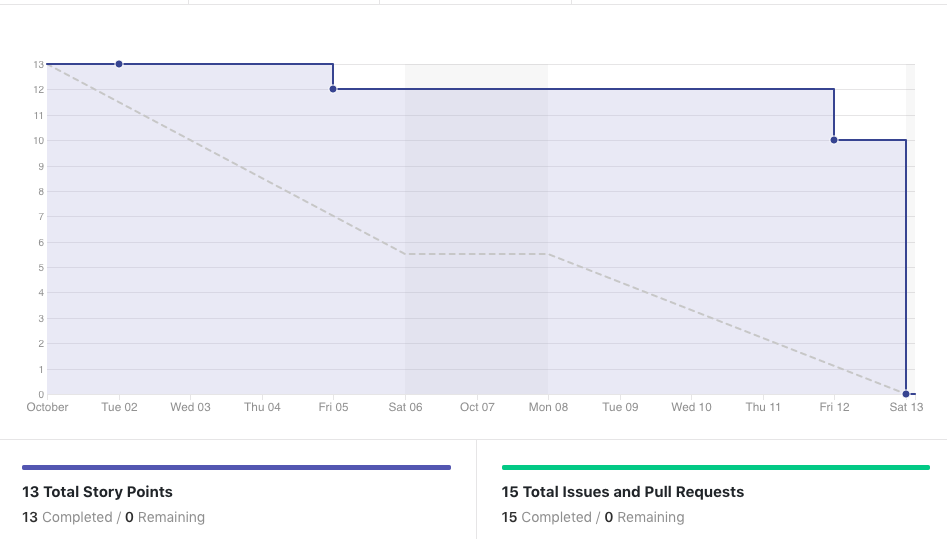 13
12
11
10
9
8
7
6
5
4
3
2
1
0
October Tue 02 Wed 03 Thu 04 Fri 05 Sat 06 Oct 07 Mon 08 Tue 09 Wed 10 Thu 11 Fri 12 Sat 13
13 Total Story Points
13 Completed / 0 Remaining
15 Total Issues and Pull Requests
15 Completed / 0 Remaining